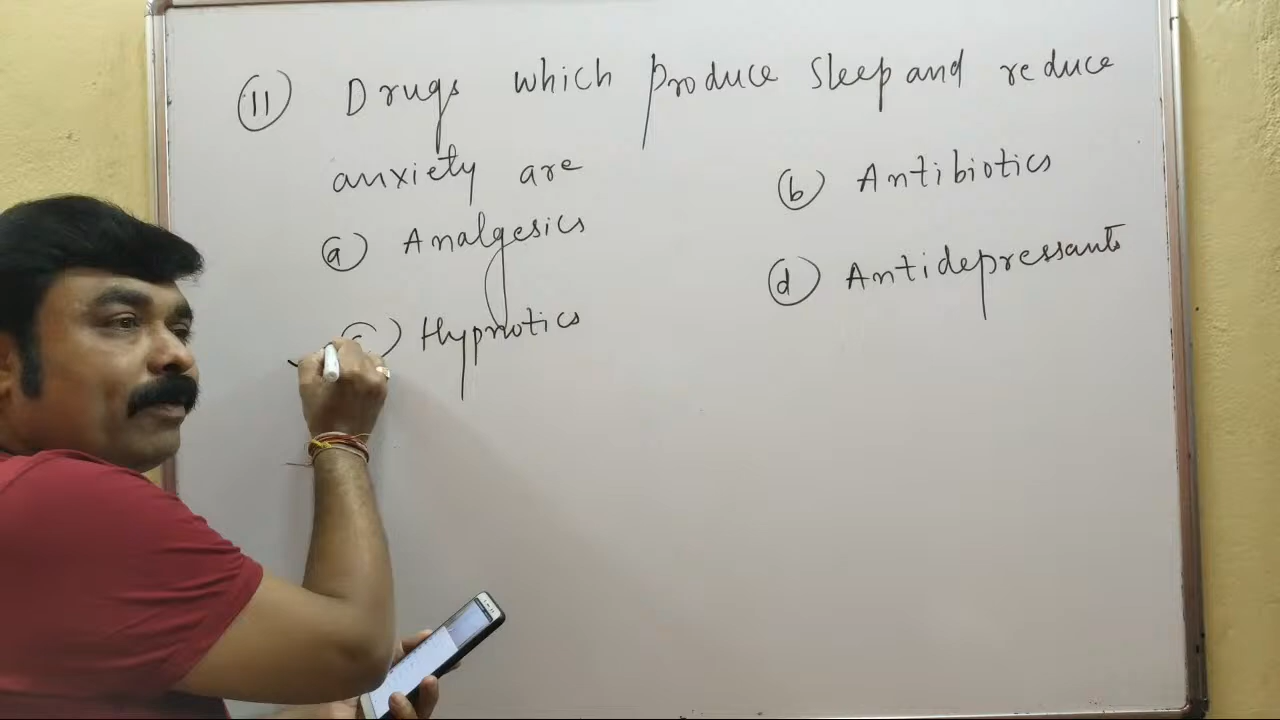 11 Drugs which produce sleep and reduce
anxiety are
a Analgesics
b Antibiotics
c Hypnotics
d Antidepressants